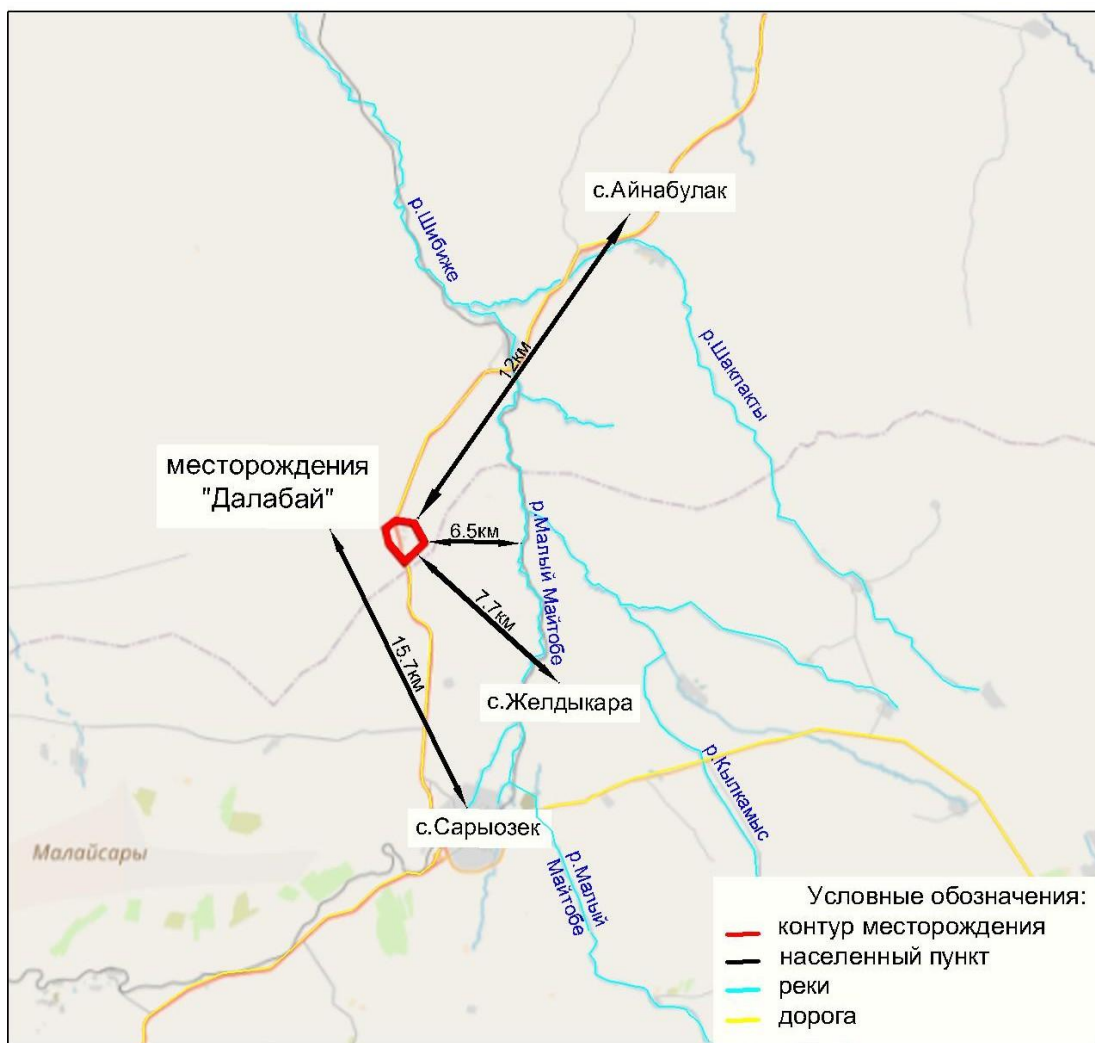 с.Айнабулак
р.Шибиже
12км
р.Шакпакты
месторождения
"Далабай"
6.5км
р.Малый Майтобе
7.7км
15.7км
с.Желдыкара
р.Кылкамыс
с.Сарыозек
Малайсары
р.Малый
Майтобе
Условные обозначения:
контур месторождения
населенный пункт
реки
дорога